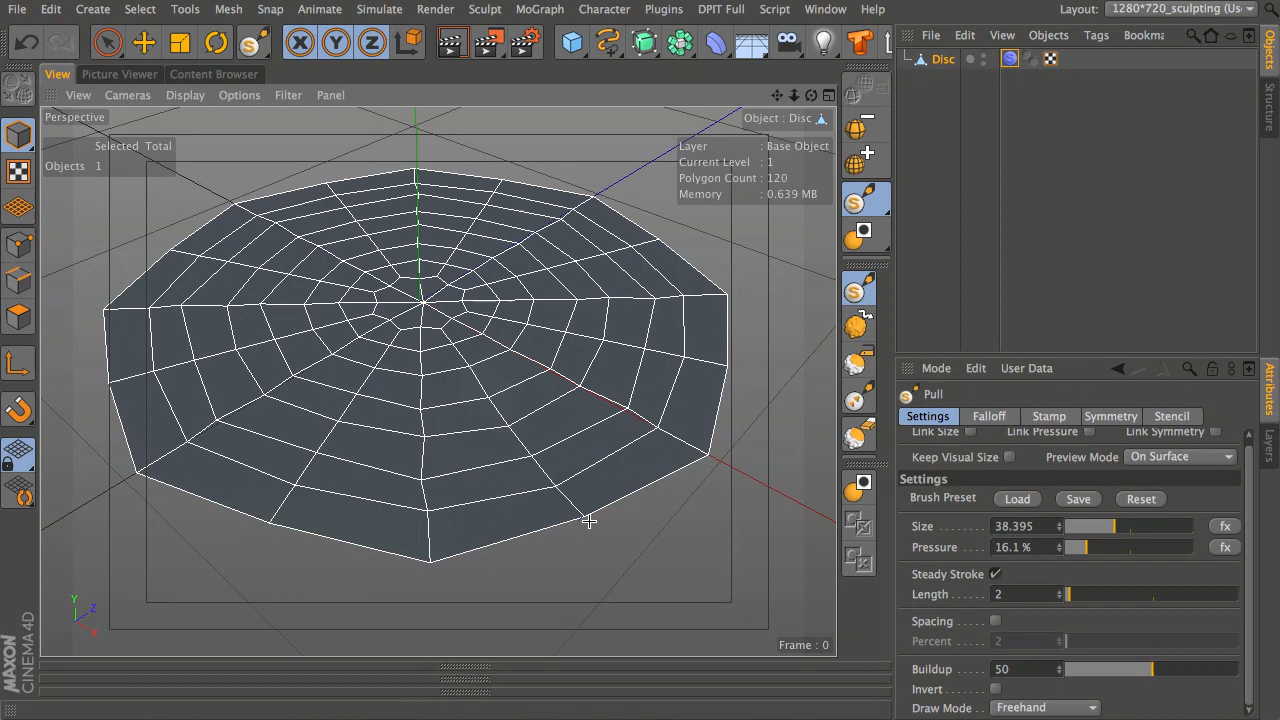 File Edit Create Select Tools Mesh Snap Animate Simulate Render Sculpt MoGraph Character Plugins DPIT Full Script Window Help Layout: 1280*720_sculpting (Use
View Picture Viewer Content Browser
View Cameras Display Options Filter Panel
Perspective
Object : Disc
Selected Total
Objects 1
Layer : Base Object
Current Level : 1
Polygon Count : 120
Memory : 0.639 MB
Y
Z
X
Frame : 0
MAXON
CINEMA 4D
File Edit View Objects Tags Bookma
Disc
Objects
Structure
Mode Edit User Data
Pull
Settings Falloff Stamp Symmetry Stencil
Link Size Link Pressure Link Symmetry
Keep Visual Size Preview Mode On Surface
Settings
Brush Preset Load Save Reset
Size 38.395 fx
Pressure 16.1 % fx
Steady Stroke
Length 2
Spacing
Percent 2
Buildup 50
Invert
Draw Mode Freehand
Attributes
Layers